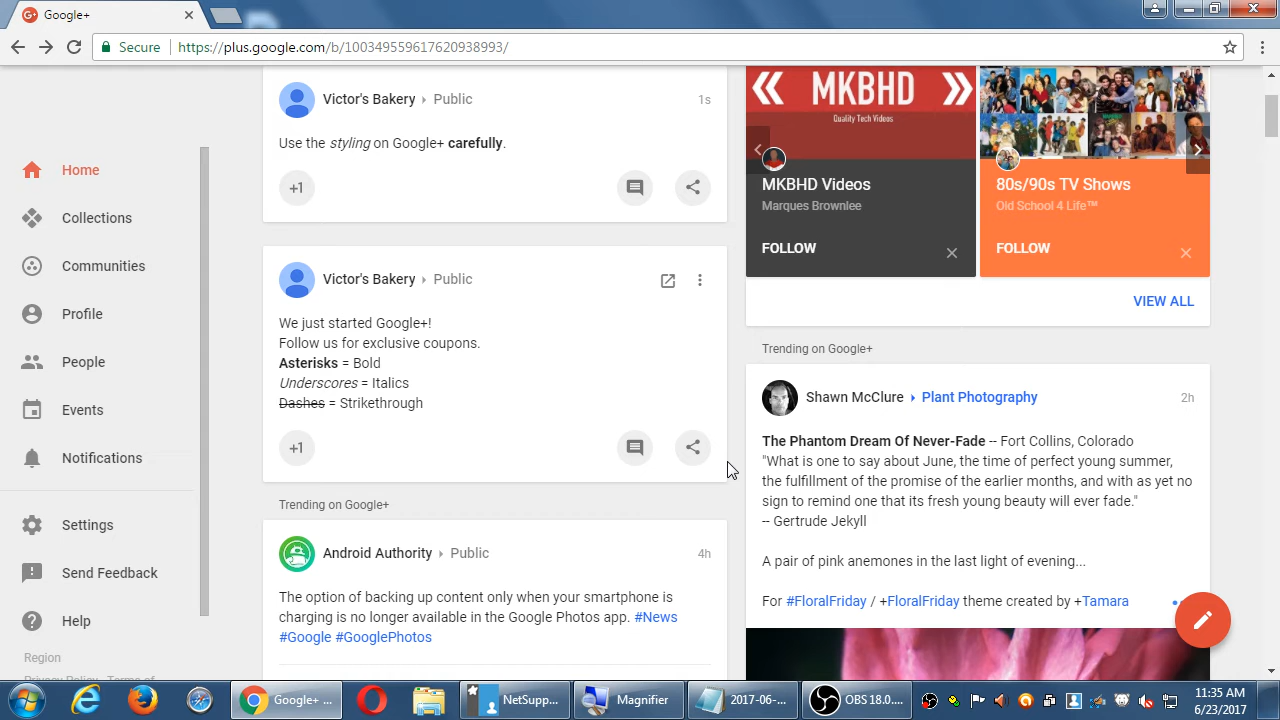 Google+
Secure
https://plus.google.com/b/100349559617620938993/
Home
Collections
Communities
Profile
People
Events
Notifications
Settings
Send Feedback
Help
Region
Privacy Policy · Terms of
Victor's Bakery Public
1s
Use the styling on Google+ carefully.
+1
Victor's Bakery Public
We just started Google+!
Follow us for exclusive coupons.
Asterisks = Bold
Underscores = Italics
Dashes = Strikethrough
+1
Trending on Google+
Android Authority Public
4h
The option of backing up content only when your smartphone is
charging is no longer available in the Google Photos app. #News
#Google #GooglePhotos
MKBHD
Quality Tech Videos
MKBHD Videos
Marques Brownlee
FOLLOW
80s/90s TV Shows
Old School 4 Life™
FOLLOW
VIEW ALL
Trending on Google+
Shawn McClure Plant Photography
2h
The Phantom Dream Of Never-Fade -- Fort Collins, Colorado
"What is one to say about June, the time of perfect young summer,
the fulfillment of the promise of the earlier months, and with as yet no
sign to remind one that its fresh young beauty will ever fade."
-- Gertrude Jekyll
A pair of pink anemones in the last light of evening...
For #FloralFriday / +FloralFriday theme created by +Tamara
Google+ ...
NetSupp...
Magnifier
2017-06-...
OBS 18.0....
11:35 AM
6/23/2017